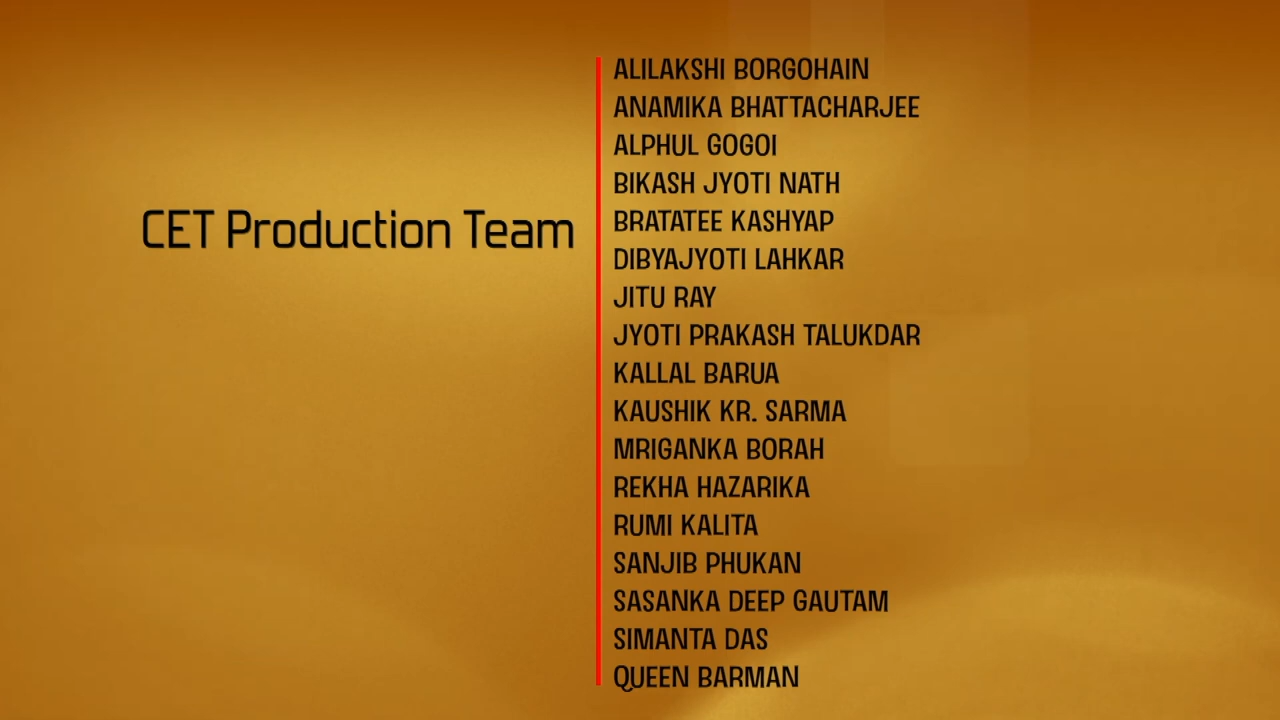 CET Production Team
ALILAKSHI BORGOHAIN
ANAMIKA BHATTACHARJEE
ALPHUL GOGOI
BIKASH JYOTI NATH
BRATATEE KASHYAP
DIBYAJYOTI LAHKAR
JITU RAY
JYOTI PRAKASH TALUKDAR
KALLAL BARUA
KAUSHIK KR. SARMA
MRIGANKA BORAH
REKHA HAZARIKA
RUMI KALITA
SANJIB PHUKAN
SASANKA DEEP GAUTAM
SIMANTA DAS
QUEEN BARMAN